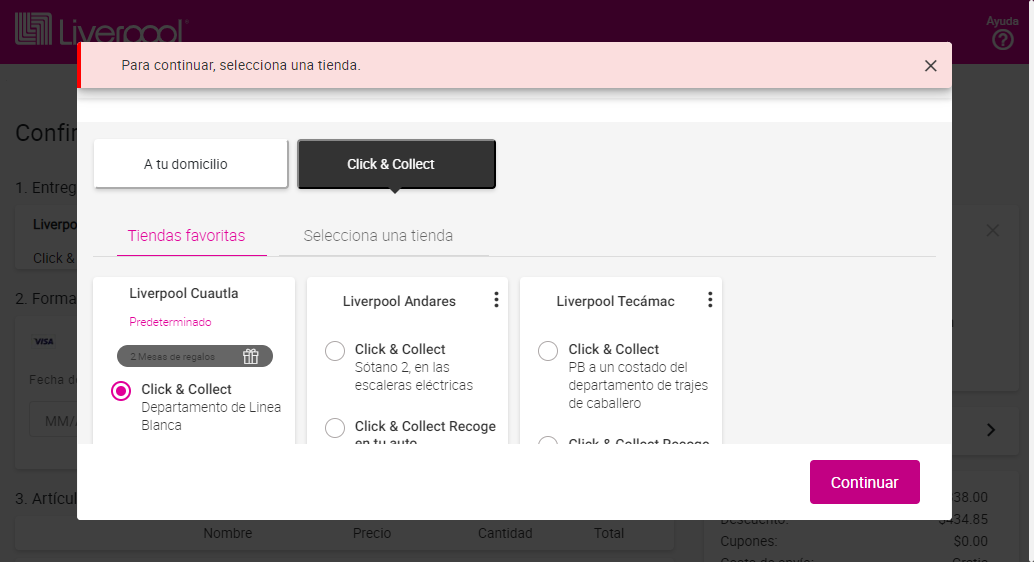 Liverpool
Ayuda
Para continuar, selecciona una tienda.
A tu domicilio
Click & Collect
Tiendas favoritas
Selecciona una tienda
Liverpool Cuautla
Predeterminado
2 Mesas de regalos
Click & Collect
Departamento de Linea
Blanca
Liverpool Andares
Click & Collect
Sótano 2, en las
escaleras eléctricas
Click & Collect Recoge
en tu auto
Liverpool Tecámac
Click & Collect
PB a un costado del
departamento de trajes
de caballero
Click & Collect Recoge
Continuar
1. Entreg
Click &
2. Forma
VISA
Fecha d
MM/
3. Artícul
Nombre
Precio
Cantidad
Total
38.00
Descuento:
$434.85
Cupones:
$0.00
Costo de envío:
Gratis